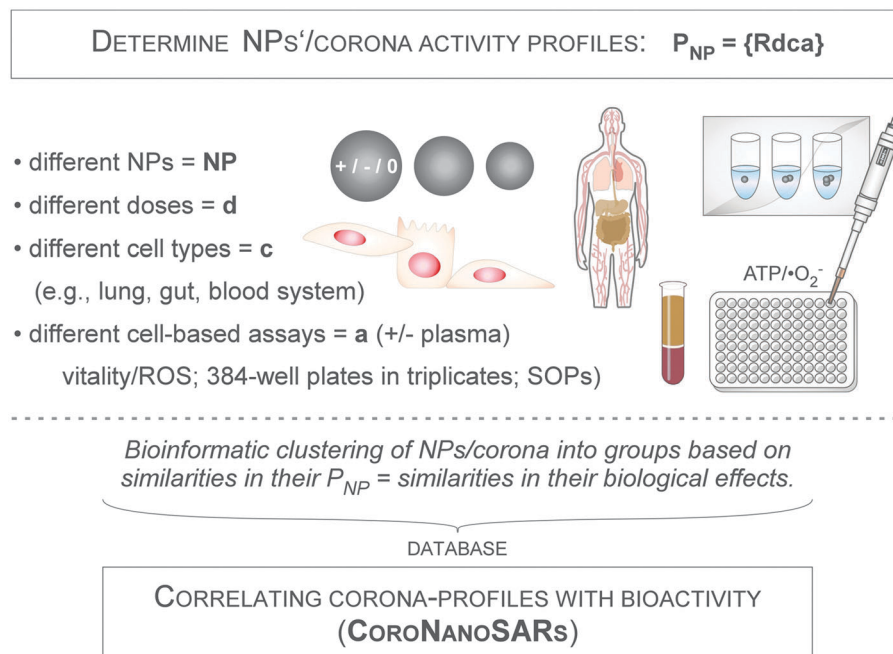 DETERMINE NPS‘/CORONA ACTIVITY PROFILES: P_NP = {Rdca}
• different NPs = NP
• different doses = d
• different cell types = c
(e.g., lung, gut, blood system)
• different cell-based assays = a (+/- plasma)
vitality/ROS; 384-well plates in triplicates; SOPs)
+ / - / 0
ATP/•O₂⁻
Bioinformatic clustering of NPs/corona into groups based on
similarities in their P_NP = similarities in their biological effects.
DATABASE
CORRELATING CORONA-PROFILES WITH BIOACTIVITY
(CORONANOSARS)